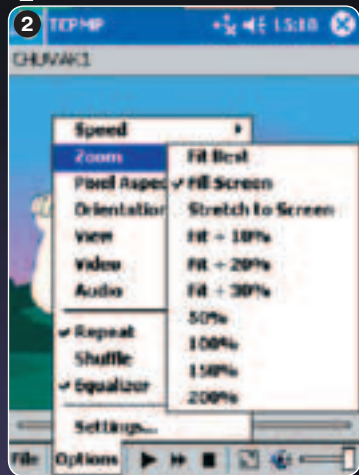 2
TCPMP 15:18
CHUVAK1
Speed
Zoom
Pixel Aspec
Orientation
View
Video
Audio
Repeat
Shuffle
Equalizer
Settings...
Fit Best
Fill Screen
Stretch to Screen
Fit + 10%
Fit + 20%
Fit + 30%
50%
100%
150%
200%
File Options